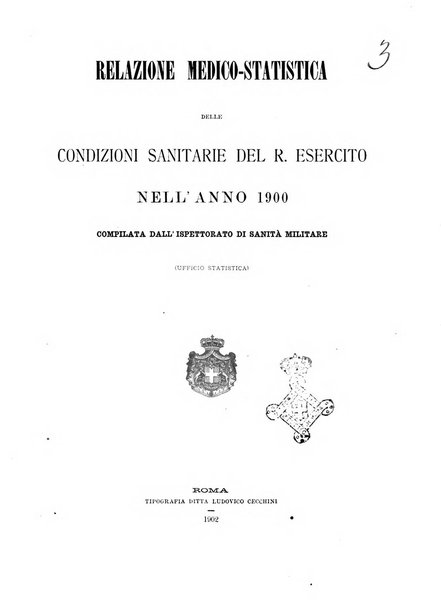 3
RELAZIONE MEDICO-STATISTICA
DELLE
CONDIZIONI SANITARIE DEL R. ESERCITO
NELL'ANNO 1900
COMPILATA DALL'ISPETTORATO DI SANITÀ MILITARE
(UFFICIO STATISTICA)
ROMA
TIPOGRAFIA DITTA LUDOVICO CECCHINI
1902